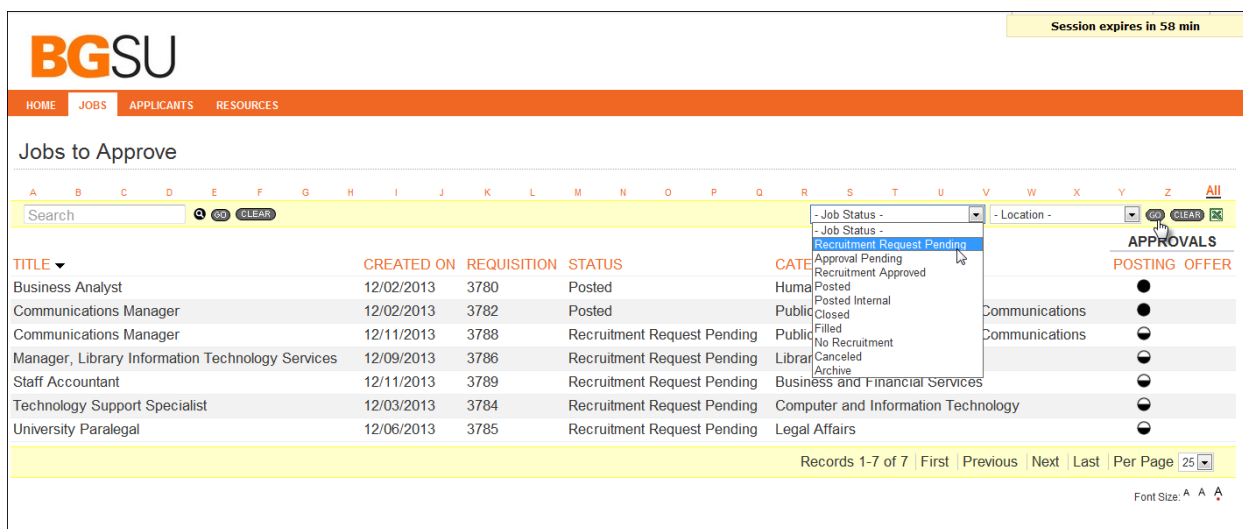 Session expires in 58 min
BGSU
HOME JOBS APPLICANTS RESOURCES
Jobs to Approve
A B C D E F G H I J K L M N O P Q R S T U V W X Y Z All
Search GO CLEAR - Job Status - - Location - GO CLEAR
- Job Status -
Recruitment Request Pending
Approval Pending
Recruitment Approved
Posted
Posted Internal
Closed
Filled
No Recruitment
Canceled
Archive
APPROVALS
TITLE CREATED ON REQUISITION STATUS CATE POSTING OFFER
Business Analyst 12/02/2013 3780 Posted Huma
Communications Manager 12/02/2013 3782 Posted Public Communications
Communications Manager 12/11/2013 3788 Recruitment Request Pending Public Communications
Manager, Library Information Technology Services 12/09/2013 3786 Recruitment Request Pending Librar
Staff Accountant 12/11/2013 3789 Recruitment Request Pending Business and Financial Services
Technology Support Specialist 12/03/2013 3784 Recruitment Request Pending Computer and Information Technology
University Paralegal 12/06/2013 3785 Recruitment Request Pending Legal Affairs
Records 1-7 of 7 First Previous Next Last Per Page 25
Font Size: A A A